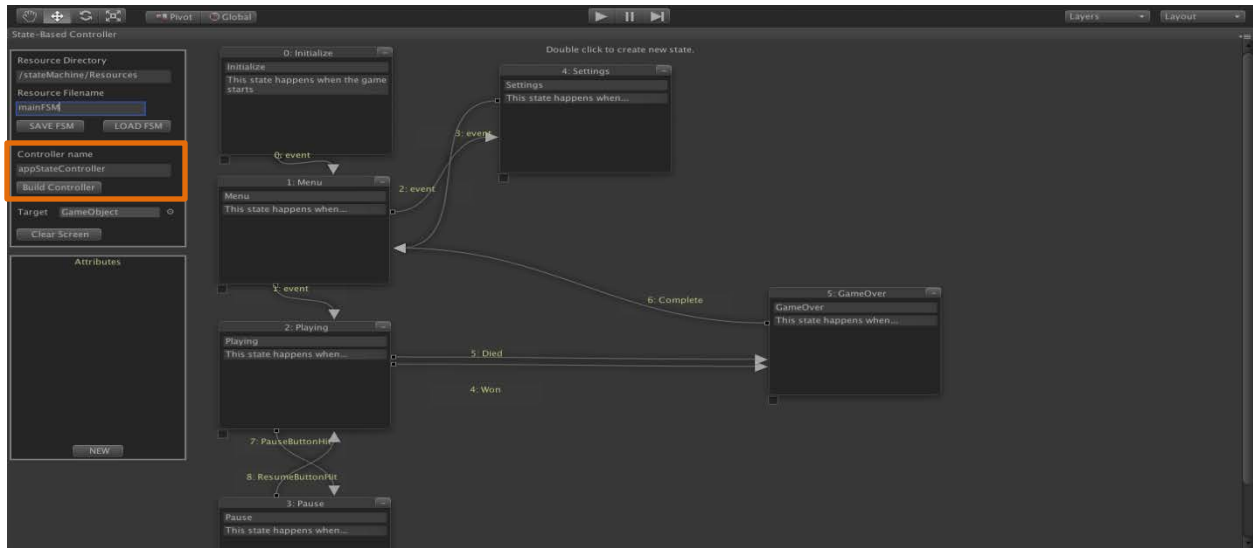 Pivot
Global
Layers
Layout
State-Based Controller
Resource Directory
/stateMachine/Resources
Resource Filename
mainFSM
SAVE FSM
LOAD FSM
Controller name
appStateController
Build Controller
Target
GameObject
Clear Screen
Attributes
NEW
Double click to create new state.
0: Initialize
Initialize
This state happens when the game
starts
0: event
1: Menu
Menu
This state happens when...
2: event
3: event
4: Settings
Settings
This state happens when...
1: event
2: Playing
Playing
This state happens when...
5: Died
4: Won
6: Complete
5: GameOver
GameOver
This state happens when...
7: PauseButtonHit
8: ResumeButtonHit
3: Pause
Pause
This state happens when...